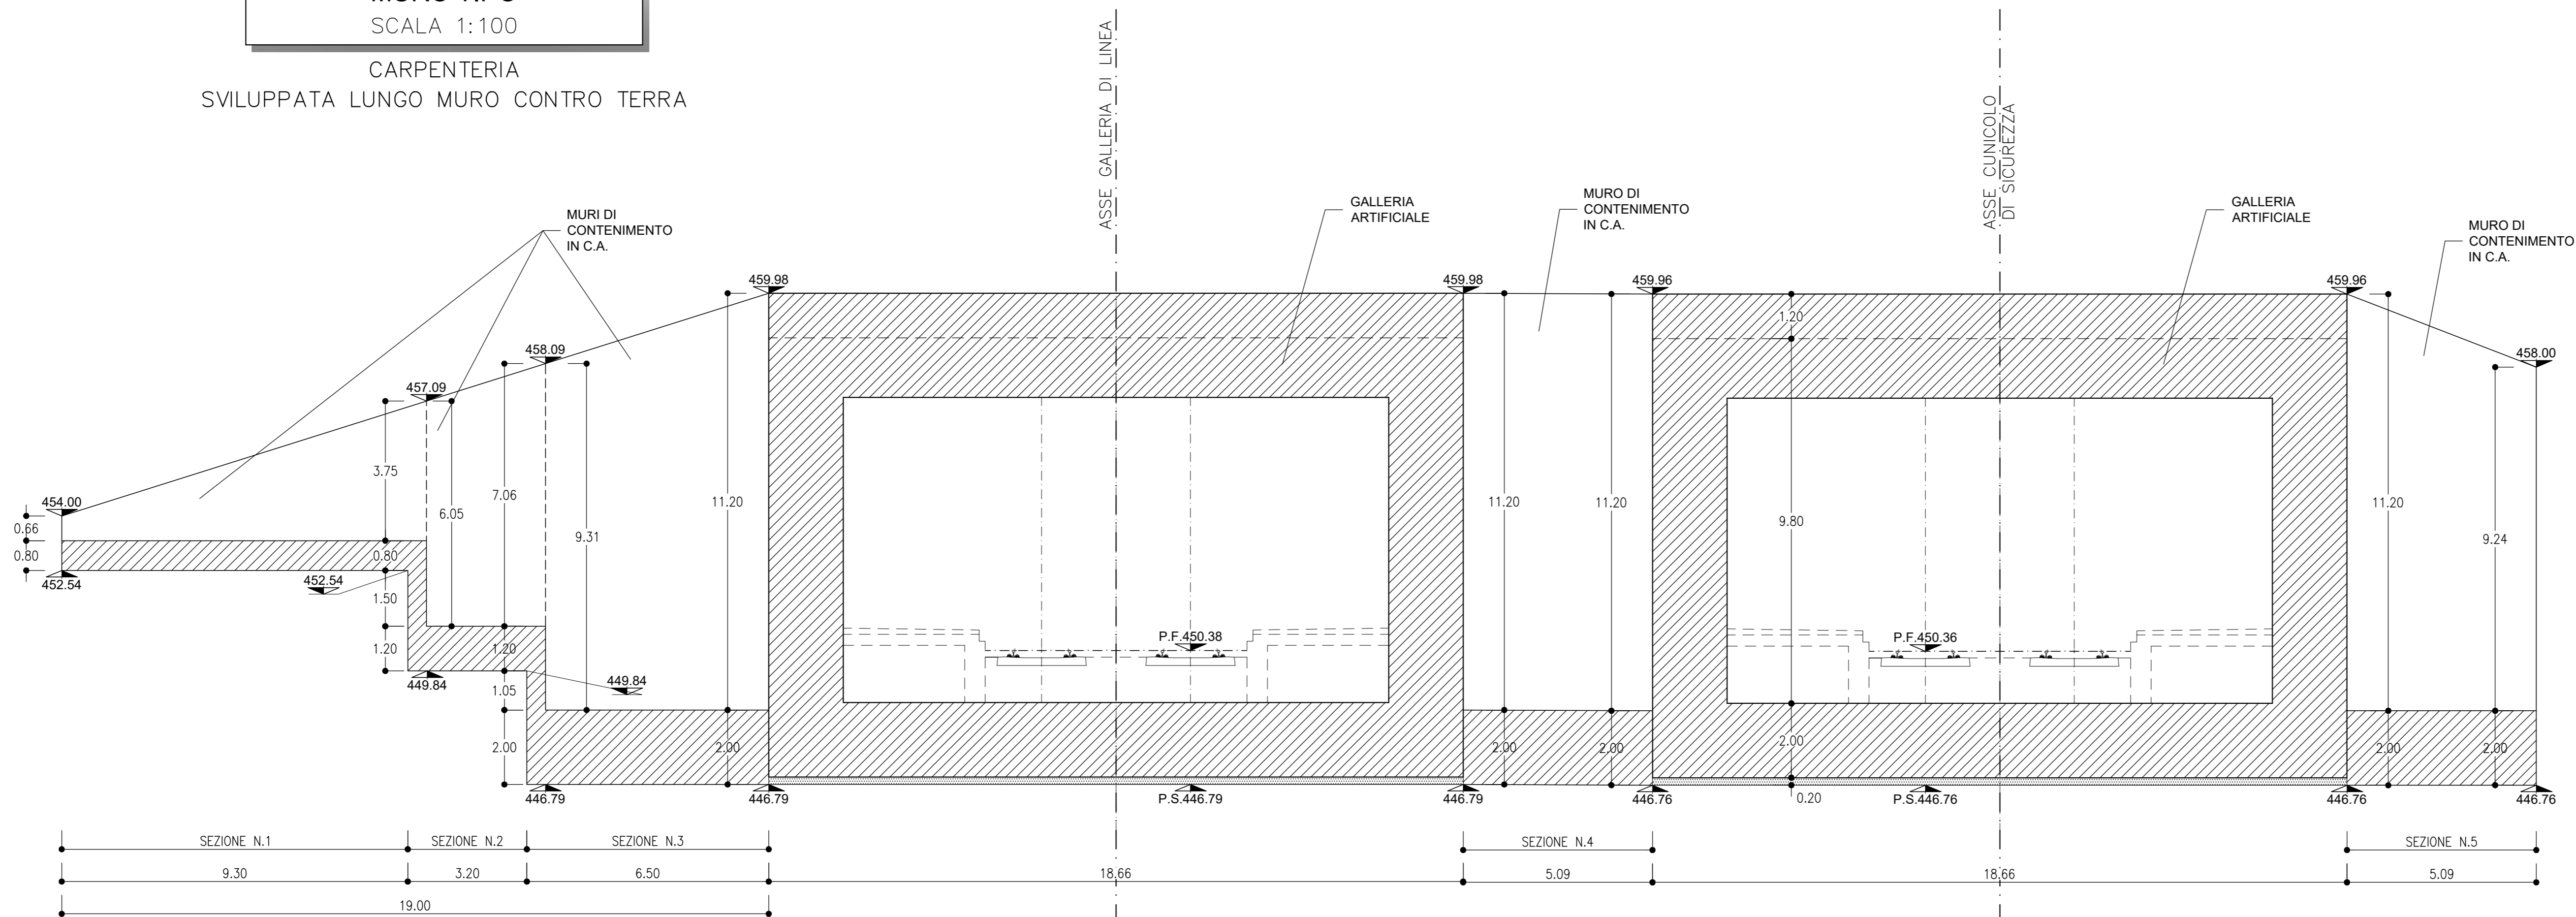 SCALA 1:100
CARPENTERIA
SVILUPPATA LUNGO MURO CONTRO TERRA
ASSE GALLERIA DI LINEA
ASSE CUNICOLO
DI SICUREZZA
MURI DI
CONTENIMENTO
IN C.A.
GALLERIA
ARTIFICIALE
MURO DI
CONTENIMENTO
IN C.A.
GALLERIA
ARTIFICIALE
MURO DI
CONTENIMENTO
IN C.A.
459.98
459.98
459.96
459.96
458.09
458.00
457.09
454.00
1.20
3.75
6.05
7.06
9.31
11.20
11.20
11.20
9.80
11.20
9.24
0.66
0.80
0.80
452.54
452.54
1.50
1.20
1.20
449.84
449.84
1.05
P.F.450.38
P.F.450.36
2.00
2.00
2.00
2.00
2.00
2.00
2.00
0.20
446.79
446.79
P.S.446.79
446.79
446.76
P.S.446.76
446.76
446.76
SEZIONE N.1
SEZIONE N.2
SEZIONE N.3
SEZIONE N.4
SEZIONE N.5
9.30
3.20
6.50
18.66
5.09
18.66
5.09
19.00